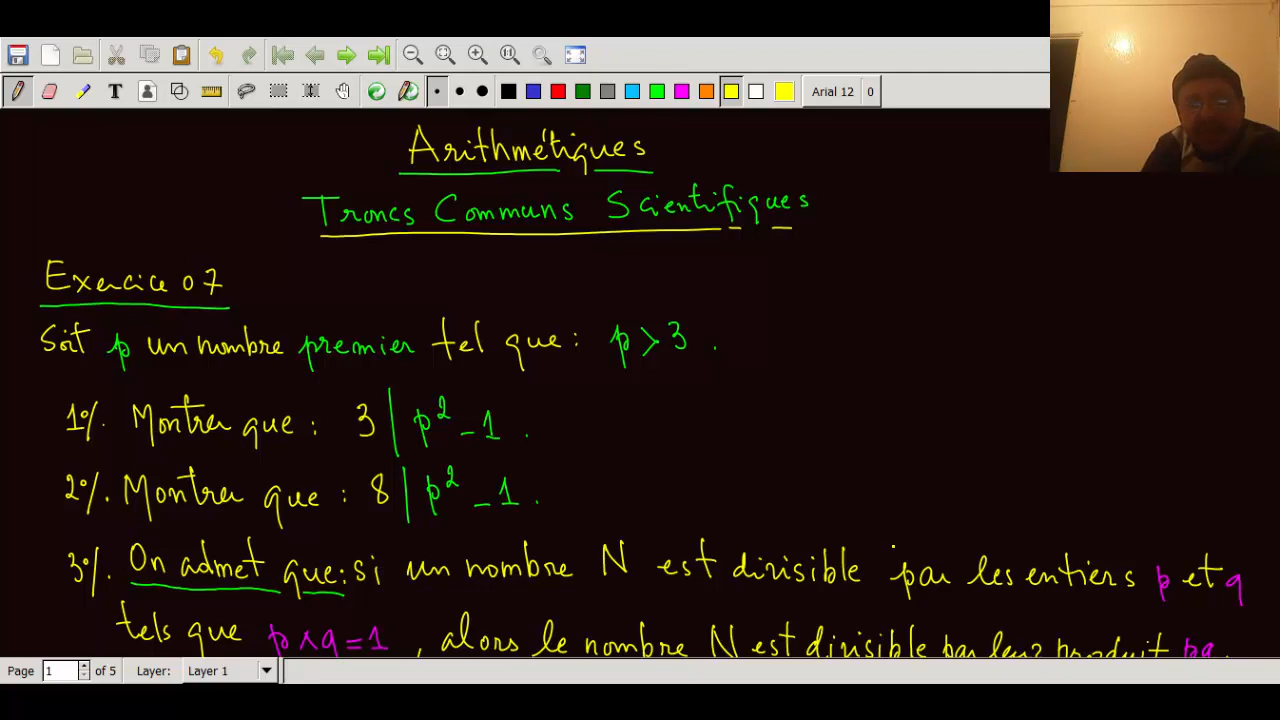 Arial 12 0
Arithmétiques
Troncs Communs Scientifiques
Exercice 07
Soit p un nombre premier tel que : p > 3 .
1°/. Montrer que : 3 | p² - 1 .
2°/. Montrer que : 8 | p² - 1 .
3°/. On admet que : si un nombre N est divisible par les entiers p et q
tels que p ∧ q = 1 , alors le nombre N est divisible par leur produit pq.
Page 1 of 5 Layer: Layer 1